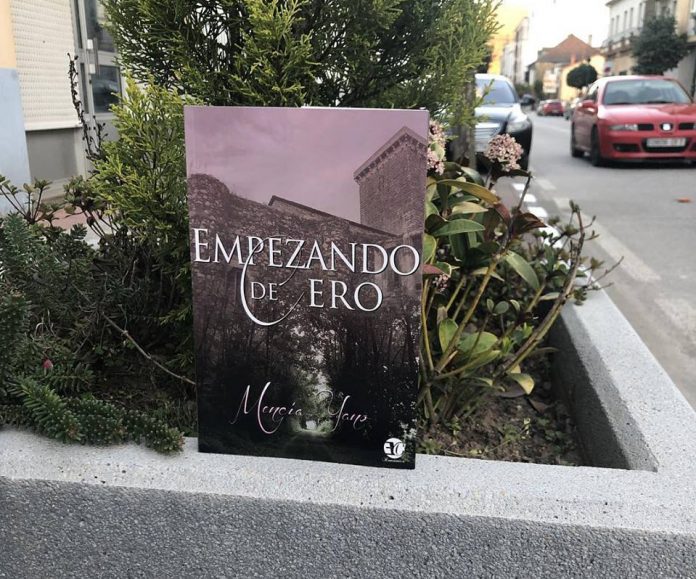 EMPEZANDO
DE CERO
Mencía Yano